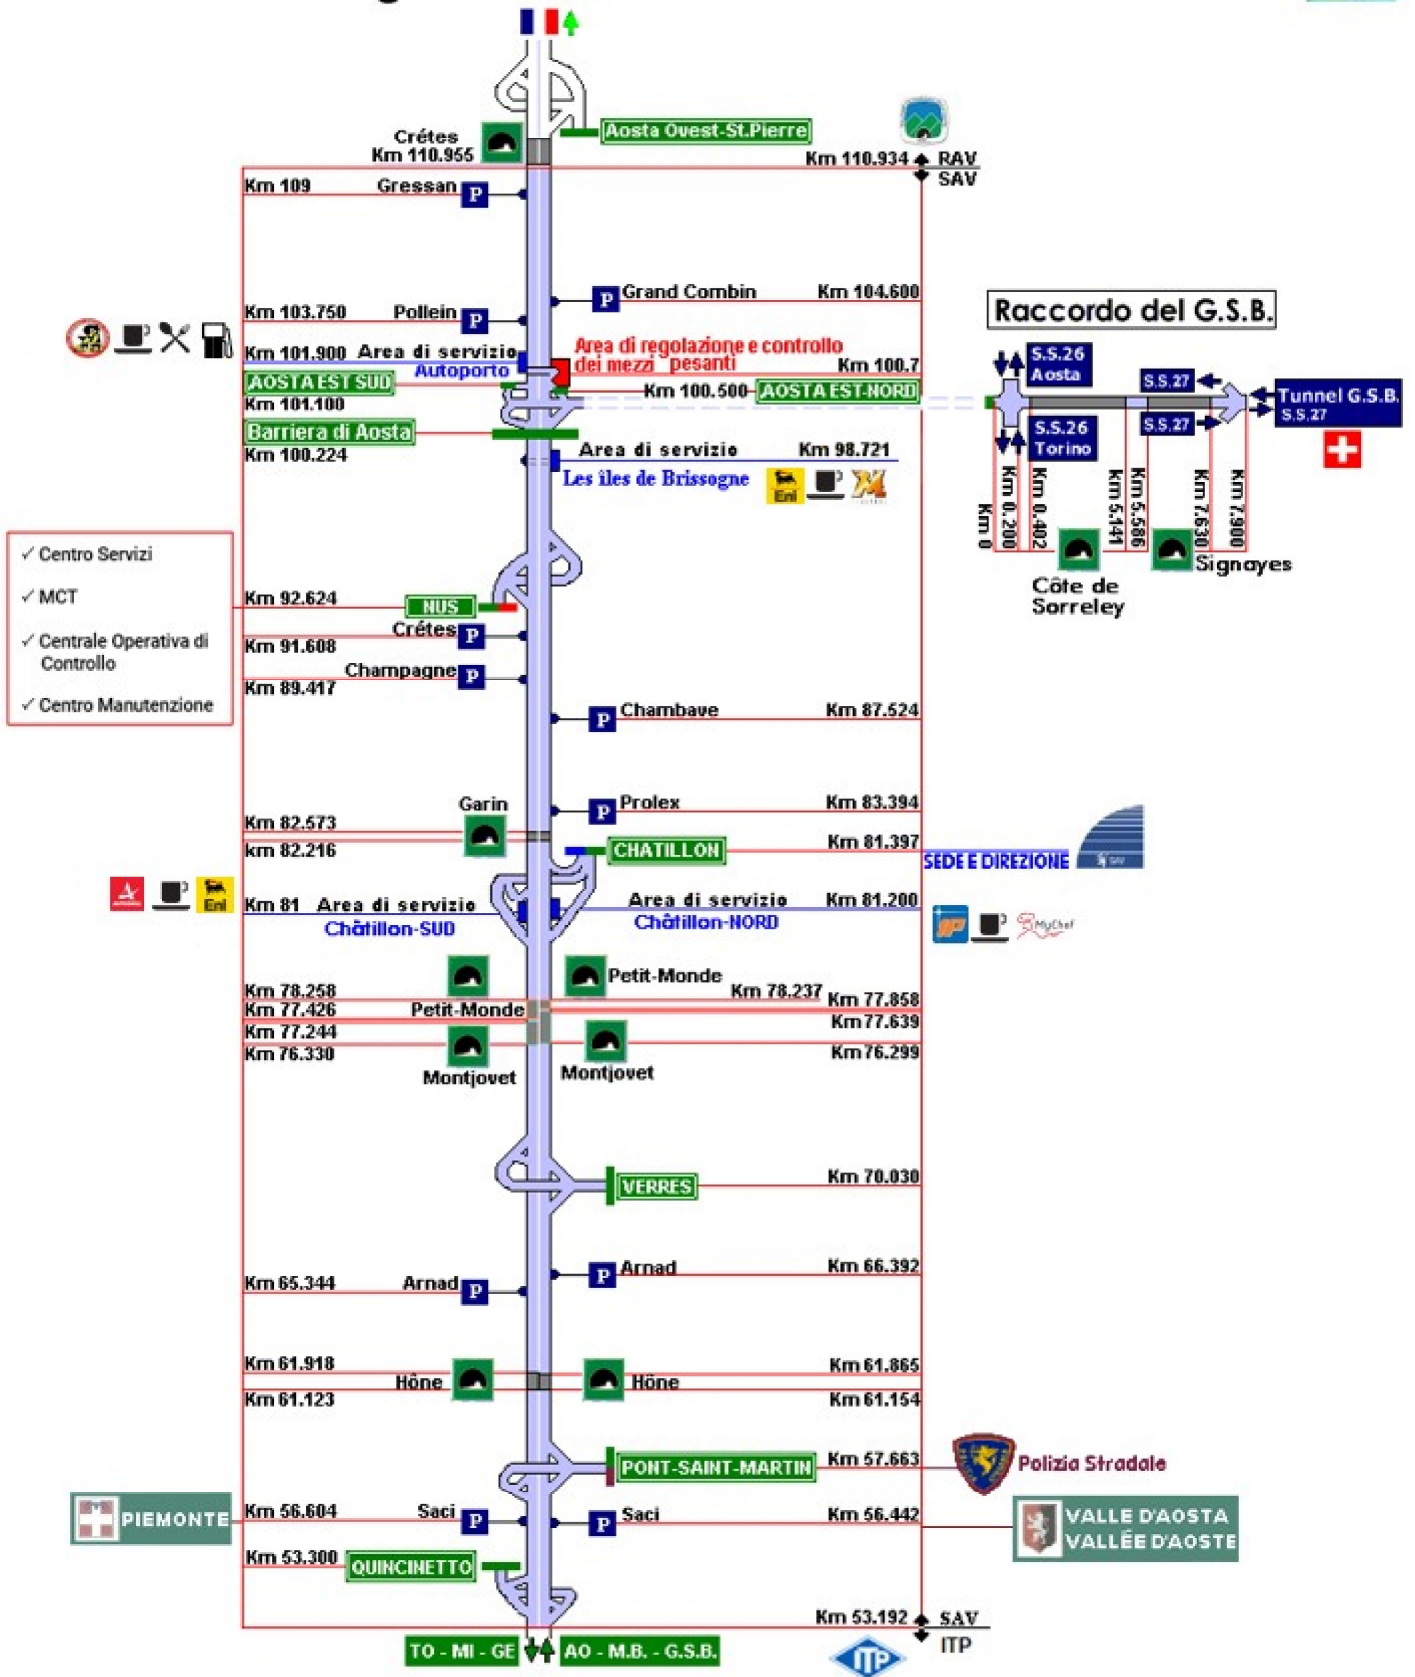 Aosta Ovest-St.Pierre
Crétes
Km 110.955
Km 110.934
RAV
SAV
Km 109
Gressan
P
P
Grand Combin
Km 104.600
Km 103.750
Pollein
P
Km 101.900
Area di servizio
Autoporto
Area di regolazione e controllo
dei mezzi pesanti
Km 100.7
AOSTA EST SUD
Km 101.100
Km 100.500
AOSTA EST-NORD
Barriera di Aosta
Km 100.224
Area di servizio
Km 98.721
Les îles de Brissogne
Eni
Raccordo del G.S.B.
S.S.26
Aosta
S.S.27
Tunnel G.S.B.
S.S.27
S.S.27
S.S.26
Torino
Km 0
Km 0.200
Km 0.402
km 5.141
Km 5.586
Km 7.630
Km 7.900
Côte de
Sorreley
Signayes
✓ Centro Servizi
✓ MCT
✓ Centrale Operativa di
Controllo
✓ Centro Manutenzione
Km 92.624
NUS
Crétes
P
Km 91.608
Champagne
P
Km 89.417
P
Chambave
Km 87.524
P
Prolex
Km 83.394
Garin
Km 82.573
km 82.216
CHATILLON
Km 81.397
SEDE E DIREZIONE
SAV
Eni
Km 81
Area di servizio
Châtillon-SUD
Area di servizio
Km 81.200
Châtillon-NORD
IP
MyChef
Petit-Monde
Km 78.258
Km 78.237
Km 77.858
Km 77.426
Petit-Monde
Km 77.639
Km 77.244
Km 76.330
Km 76.299
Montjovet
Montjovet
VERRES
Km 70.030
P
Arnad
Km 66.392
Km 65.344
Arnad
P
Km 61.918
Km 61.865
Hône
Hône
Km 61.123
Km 61.154
PONT-SAINT-MARTIN
Km 57.663
Polizia Stradale
PIEMONTE
Km 56.604
Saci
P
P
Saci
Km 56.442
VALLE D'AOSTA
VALLÉE D'AOSTE
Km 53.300
QUINCINETTO
Km 53.192
SAV
ITP
TO - MI - GE
AO - M.B. - G.S.B.
ITP